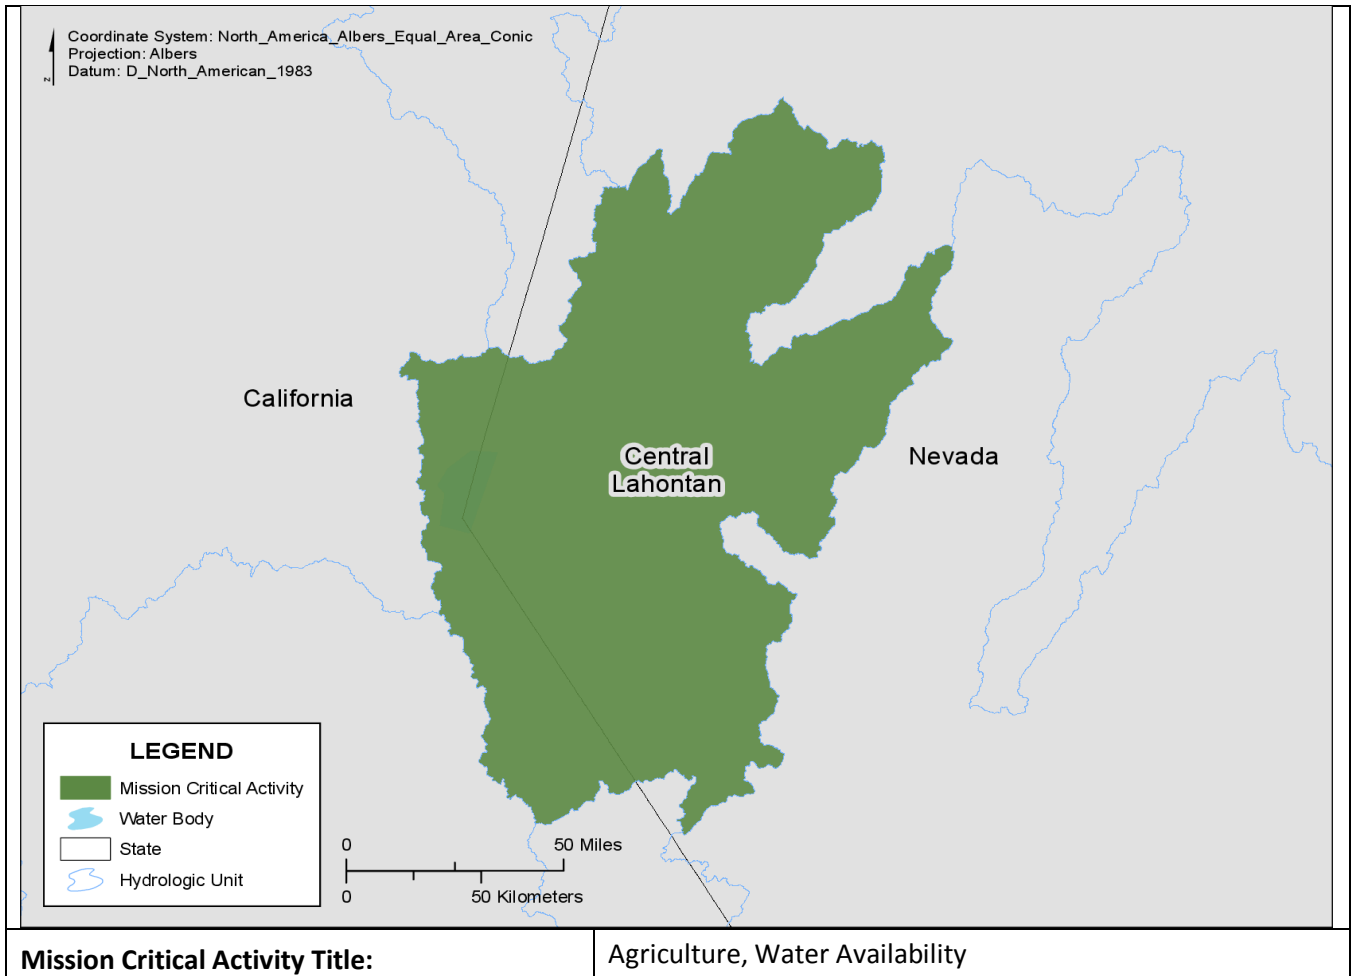 Coordinate System: North_America_Albers_Equal_Area_Conic
Projection: Albers
Datum: D_North_American_1983
N
California
Central
Lahontan
Nevada
LEGEND
Mission Critical Activity
Water Body
State
Hydrologic Unit
0 50 Miles
0 50 Kilometers
Mission Critical Activity Title:
Agriculture, Water Availability